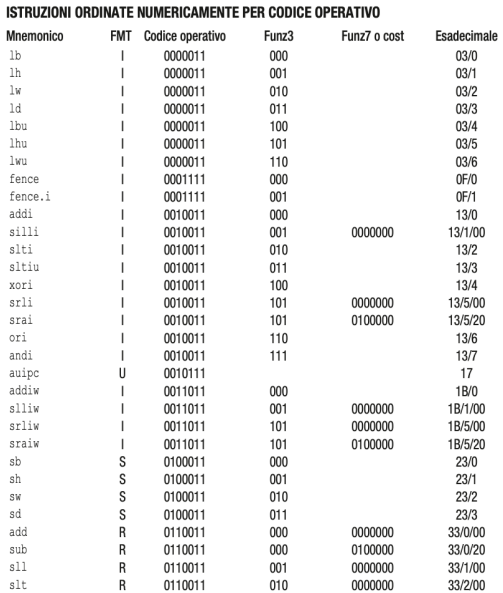 ISTRUZIONI ORDINATE NUMERICAMENTE PER CODICE OPERATIVO
Mnemonico FMT Codice operativo Funz3 Funz7 o cost Esadecimale
lb I 0000011 000 03/0
lh I 0000011 001 03/1
lw I 0000011 010 03/2
ld I 0000011 011 03/3
lbu I 0000011 100 03/4
lhu I 0000011 101 03/5
lwu I 0000011 110 03/6
fence I 0001111 000 0F/0
fence.i I 0001111 001 0F/1
addi I 0010011 000 13/0
silli I 0010011 001 0000000 13/1/00
slti I 0010011 010 13/2
sltiu I 0010011 011 13/3
xori I 0010011 100 13/4
srli I 0010011 101 0000000 13/5/00
srai I 0010011 101 0100000 13/5/20
ori I 0010011 110 13/6
andi I 0010011 111 13/7
auipc U 0010111 17
addiw I 0011011 000 1B/0
slliw I 0011011 001 0000000 1B/1/00
srliw I 0011011 101 0000000 1B/5/00
sraiw I 0011011 101 0100000 1B/5/20
sb S 0100011 000 23/0
sh S 0100011 001 23/1
sw S 0100011 010 23/2
sd S 0100011 011 23/3
add R 0110011 000 0000000 33/0/00
sub R 0110011 000 0100000 33/0/20
sll R 0110011 001 0000000 33/1/00
slt R 0110011 010 0000000 33/2/00